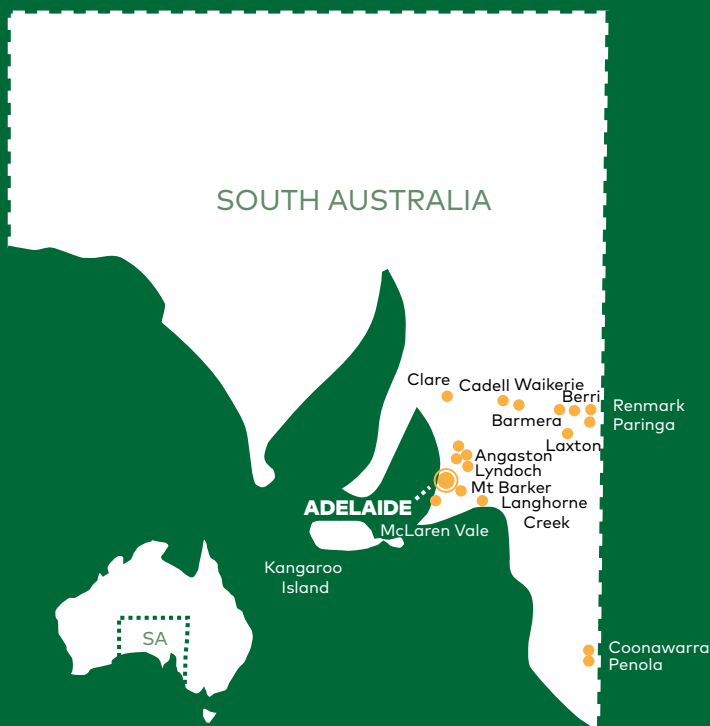 SOUTH AUSTRALIA
Clare
Cadell Waikerie
Berri
Renmark
Barmera
Paringa
Laxton
Angaston
Lyndoch
Mt Barker
ADELAIDE
Langhorne
Creek
McLaren Vale
Kangaroo
Island
SA
Coonawarra
Penola